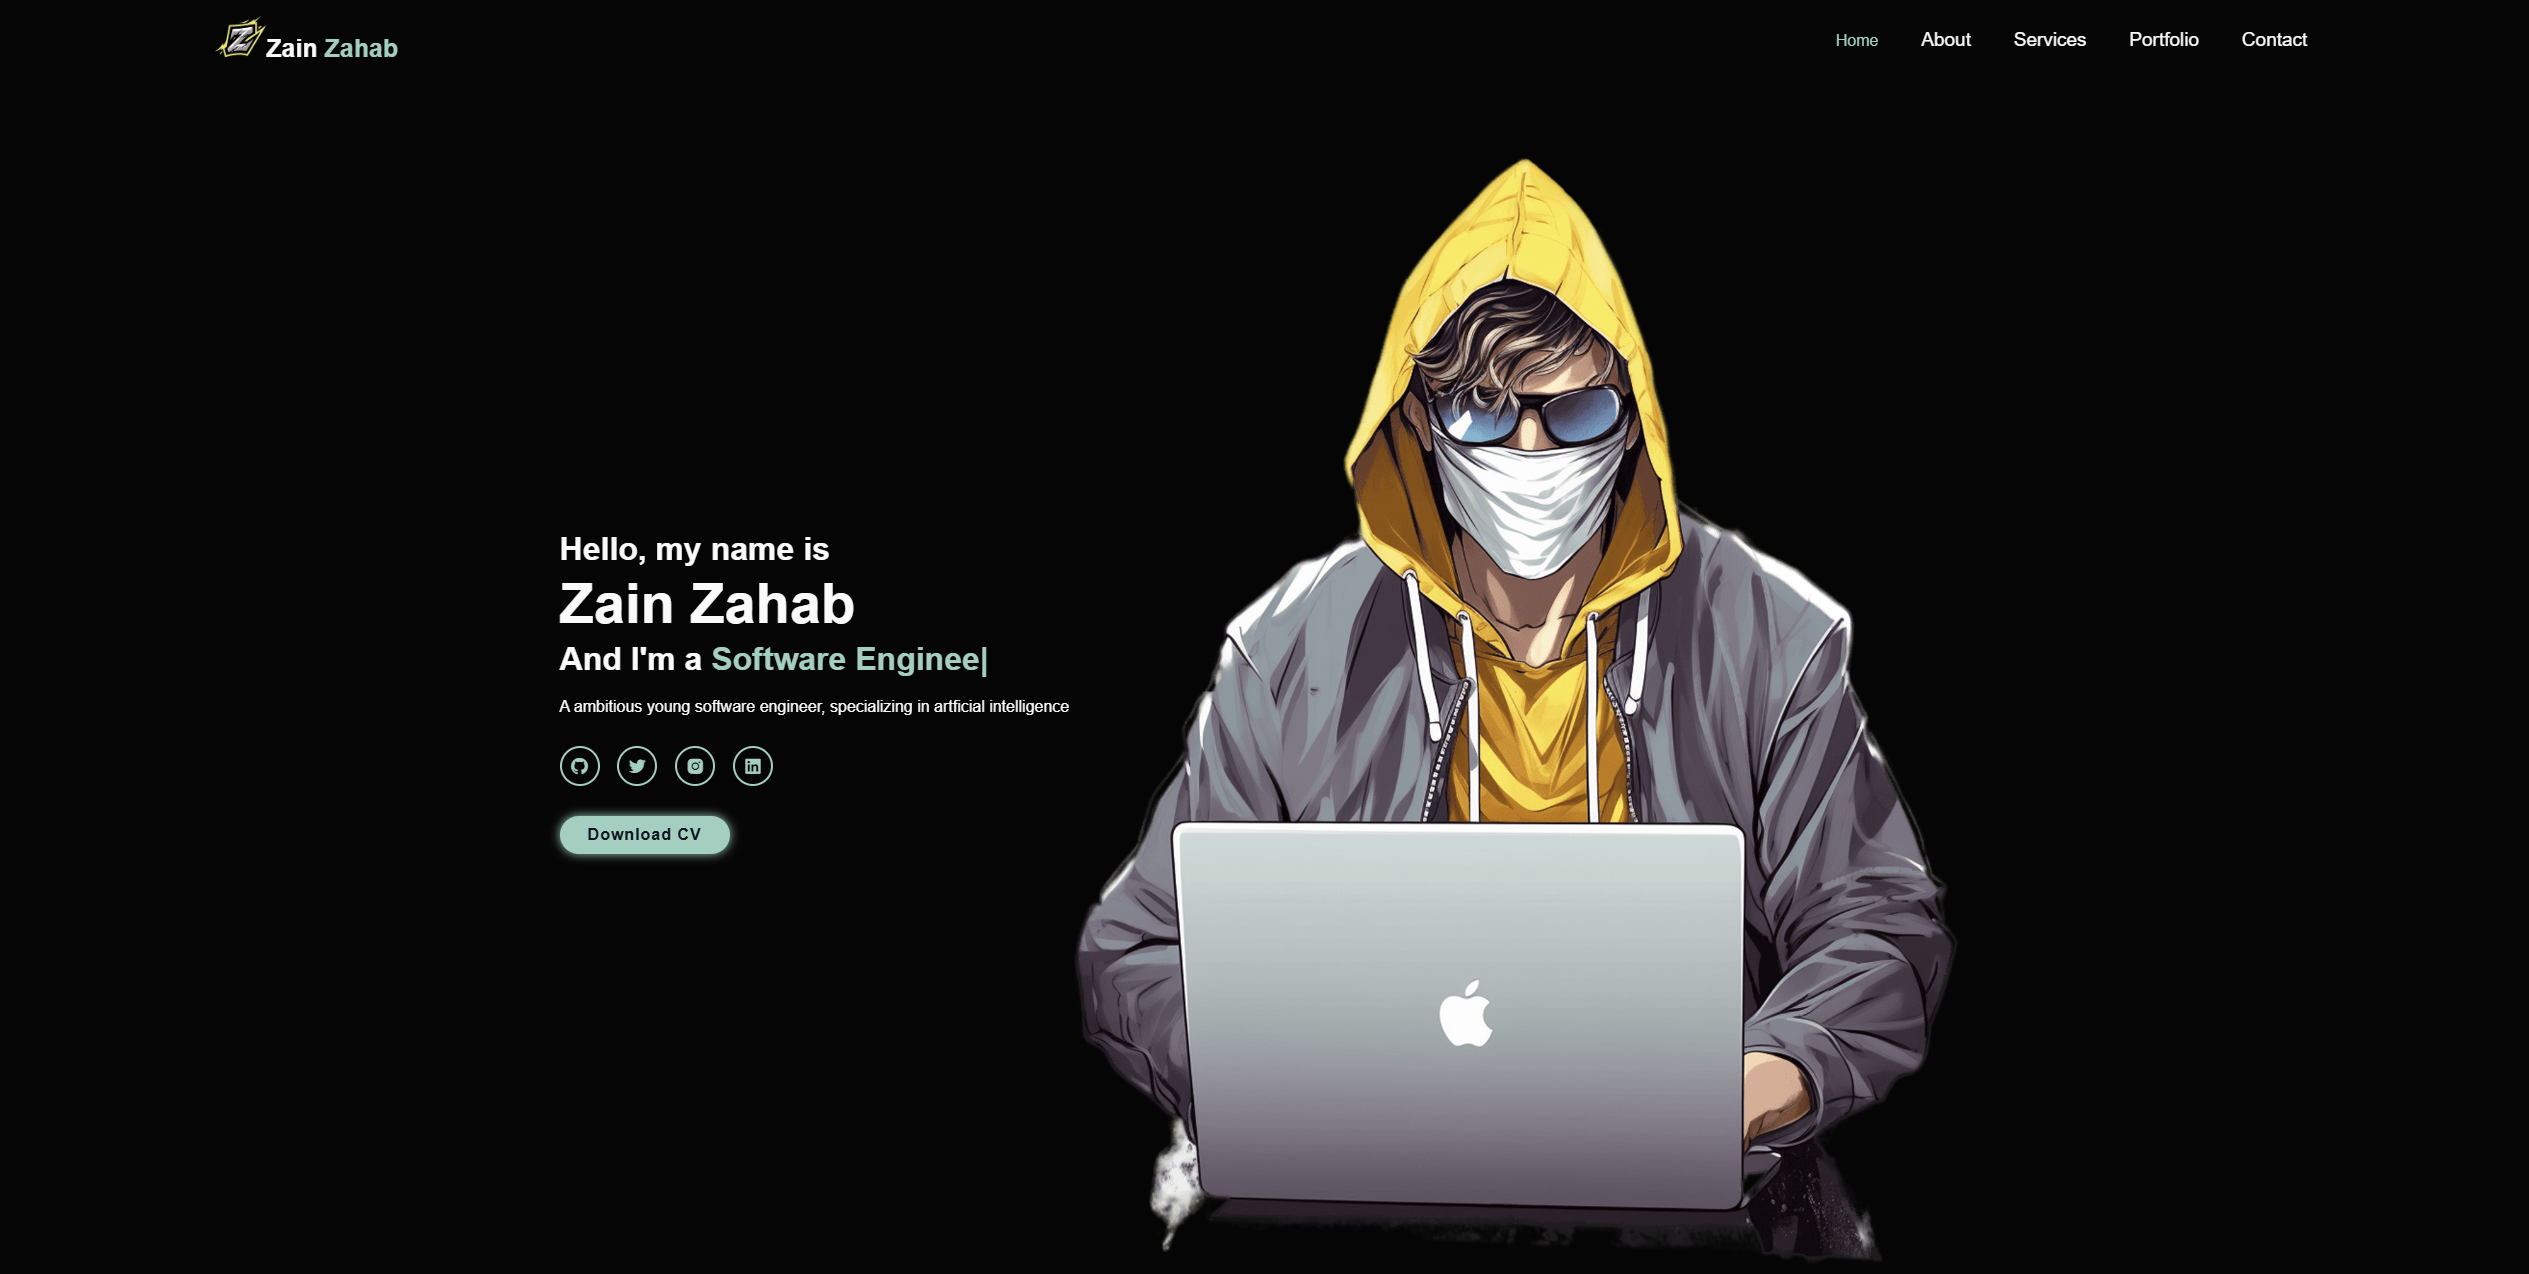 Zain Zahab
Home About Services Portfolio Contact
Hello, my name is
Zain Zahab
And I'm a Software Enginee|
A ambitious young software engineer, specializing in artficial intelligence
Download CV